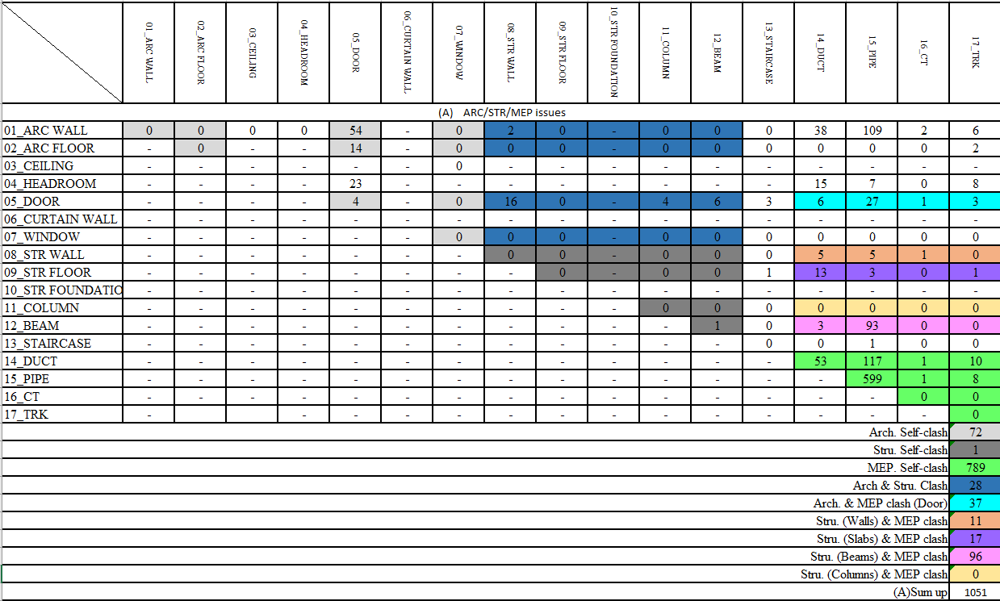 01_ARC WALL 02_ARC FLOOR 03_CEILING 04_HEADROOM 05_DOOR 06_CURTAIN WALL 07_WINDOW 08_STR WALL 09_STR FLOOR 10_STR FOUNDATION 11_COLUMN 12_BEAM 13_STAIRCASE 14_DUCT 15_PIPE 16_CT 17_TRK
(A) ARC/STR/MEP issues
01_ARC WALL 0 0 0 0 54 - 0 2 0 - 0 0 0 38 109 2 6
02_ARC FLOOR - 0 - - 14 - 0 0 0 - 0 0 0 0 0 0 2
03_CEILING - - - - - - 0 - - - - - - - - - -
04_HEADROOM - - - - 23 - - - - - - - - 15 7 0 8
05_DOOR - - - - 4 - 0 16 0 - 4 6 3 6 27 1 3
06_CURTAIN WALL - - - - - - - - - - - - - - - - -
07_WINDOW - - - - - - 0 0 0 - 0 0 0 0 0 0 0
08_STR WALL - - - - - - - 0 0 - 0 0 0 5 5 1 0
09_STR FLOOR - - - - - - - - 0 - 0 0 1 13 3 0 1
10_STR FOUNDATIO - - - - - - - - - - - - - - - - -
11_COLUMN - - - - - - - - - - 0 0 0 0 0 0 0
12_BEAM - - - - - - - - - - - 1 0 3 93 0 0
13_STAIRCASE - - - - - - - - - - - - 0 0 1 0 0
14_DUCT - - - - - - - - - - - - - 53 117 1 10
15_PIPE - - - - - - - - - - - - - - 599 1 8
16_CT - - - - - - - - - - - - - - - 0 0
17_TRK - - - - - - - - - - - - - - - - 0
Arch. Self-clash 72
Stru. Self-clash 1
MEP. Self-clash 789
Arch & Stru. Clash 28
Arch. & MEP clash (Door) 37
Stru. (Walls) & MEP clash 11
Stru. (Slabs) & MEP clash 17
Stru. (Beams) & MEP clash 96
Stru. (Columns) & MEP clash 0
(A)Sum up 1051